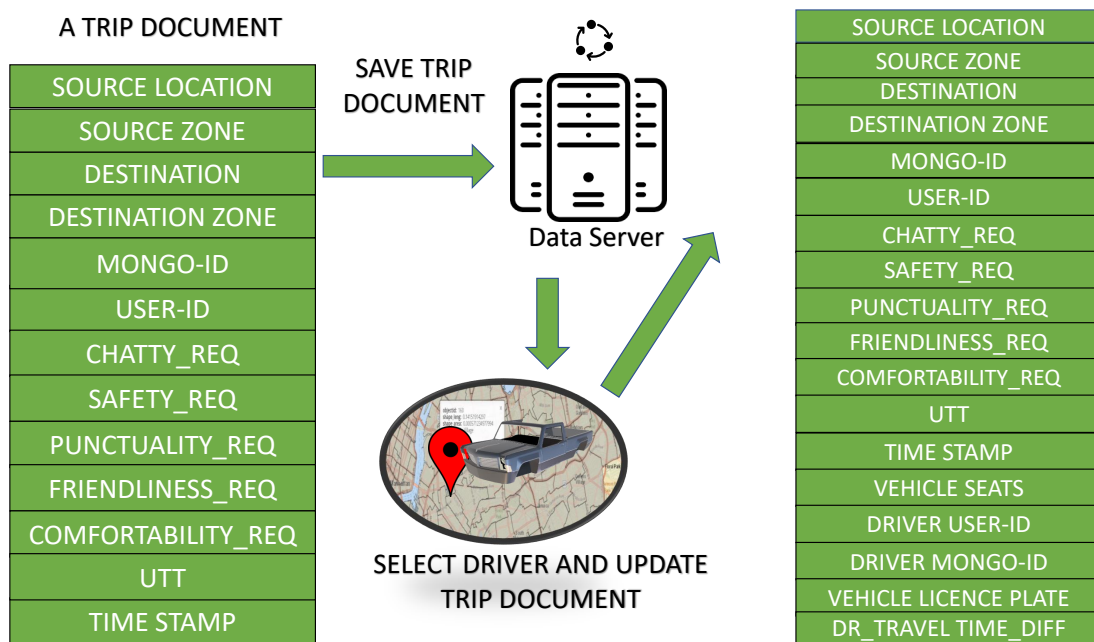 A TRIP DOCUMENT
SOURCE LOCATION
SOURCE ZONE
DESTINATION
DESTINATION ZONE
MONGO-ID
USER-ID
CHATTY_REQ
SAFETY_REQ
PUNCTUALITY_REQ
FRIENDLINESS_REQ
COMFORTABILITY_REQ
UTT
TIME STAMP
SAVE TRIP
DOCUMENT
Data Server
SELECT DRIVER AND UPDATE
TRIP DOCUMENT
SOURCE LOCATION
SOURCE ZONE
DESTINATION
DESTINATION ZONE
MONGO-ID
USER-ID
CHATTY_REQ
SAFETY_REQ
PUNCTUALITY_REQ
FRIENDLINESS_REQ
COMFORTABILITY_REQ
UTT
TIME STAMP
VEHICLE SEATS
DRIVER USER-ID
DRIVER MONGO-ID
VEHICLE LICENCE PLATE
DR_TRAVEL TIME_DIFF